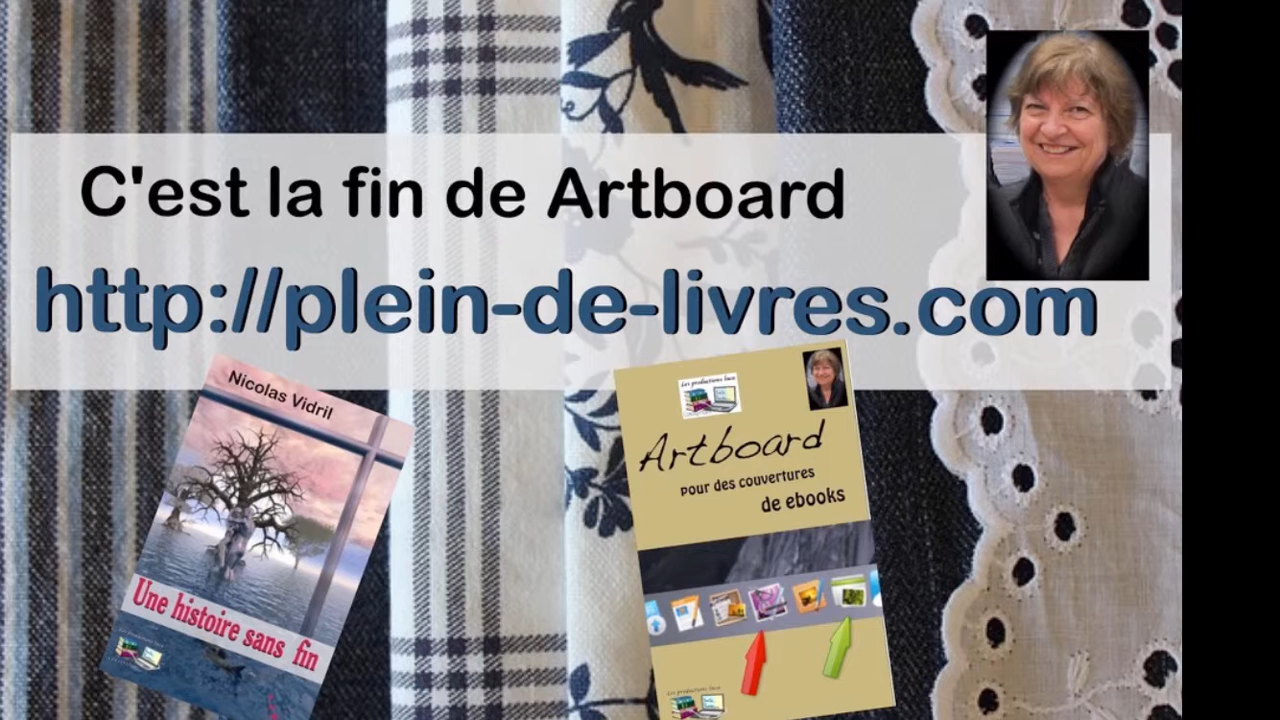 C'est la fin de Artboard
http://plein-de-livres.com
Nicolas Vidril
Une histoire sans fin
Artboard
pour des couvertures
de ebooks